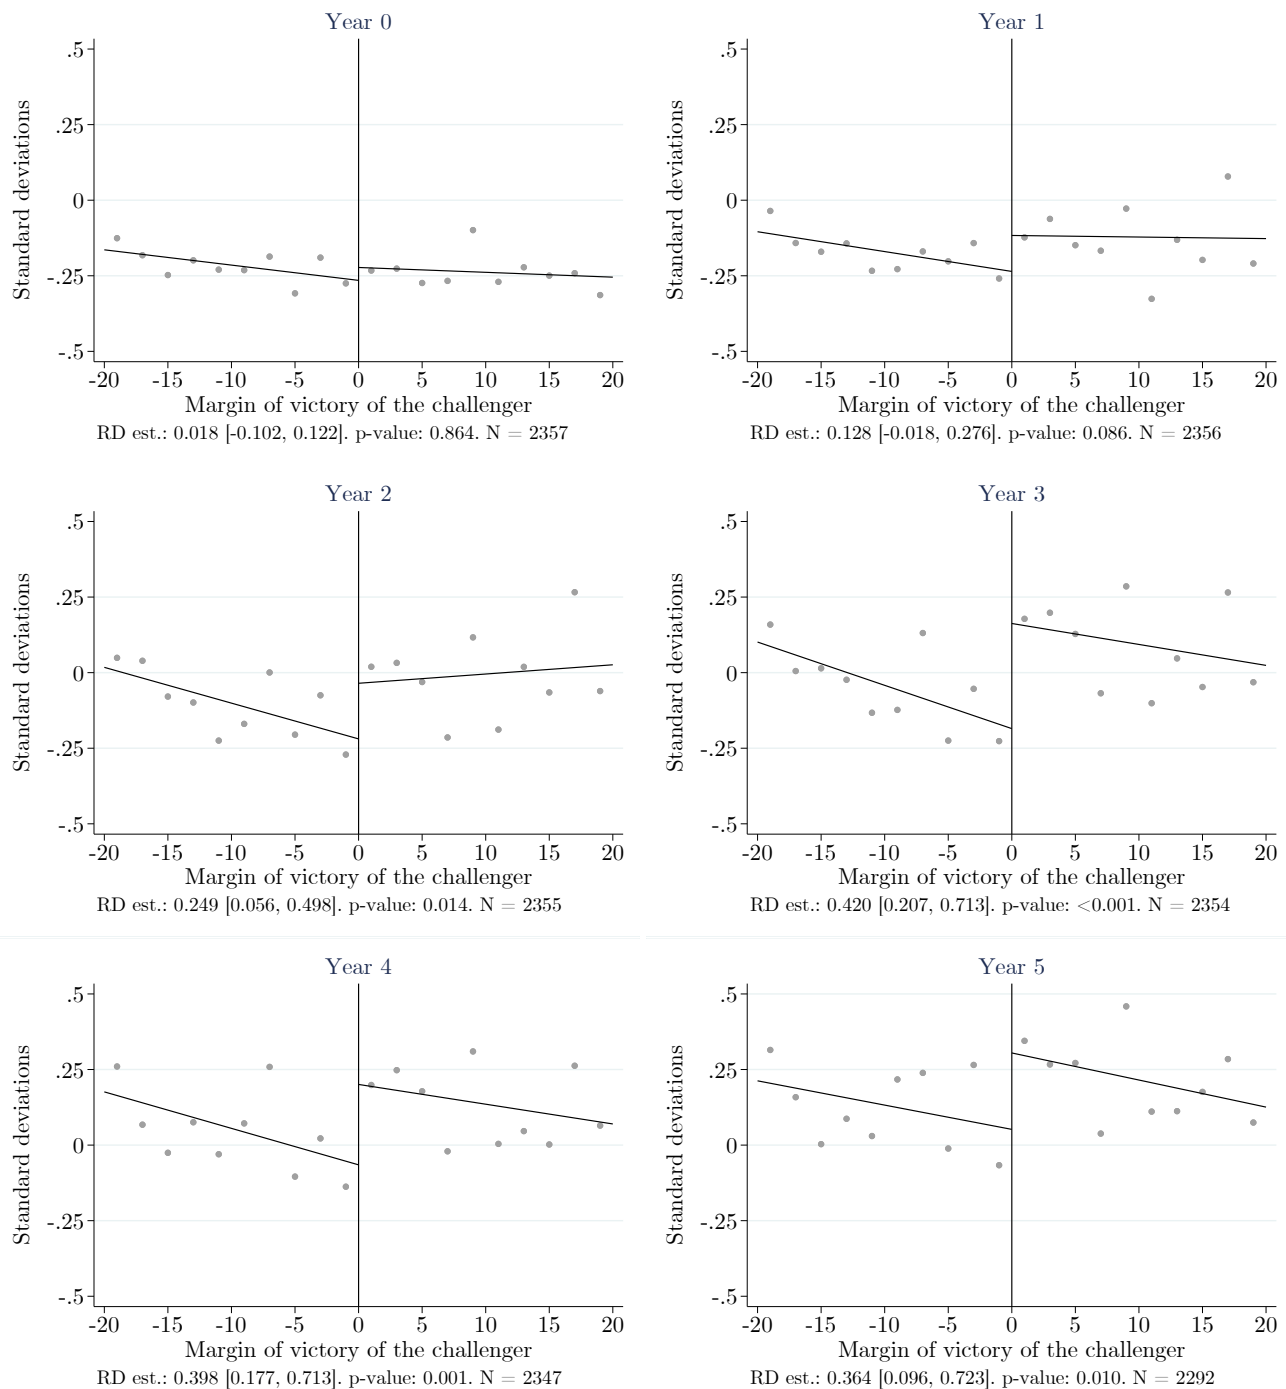 Year 0
Standard deviations
.5
.25
0
-.25
-.5
-20 -15 -10 -5 0 5 10 15 20
Margin of victory of the challenger
RD est.: 0.018 [-0.102, 0.122]. p-value: 0.864. N = 2357
Year 1
Standard deviations
.5
.25
0
-.25
-.5
-20 -15 -10 -5 0 5 10 15 20
Margin of victory of the challenger
RD est.: 0.128 [-0.018, 0.276]. p-value: 0.086. N = 2356
Year 2
Standard deviations
.5
.25
0
-.25
-.5
-20 -15 -10 -5 0 5 10 15 20
Margin of victory of the challenger
RD est.: 0.249 [0.056, 0.498]. p-value: 0.014. N = 2355
Year 3
Standard deviations
.5
.25
0
-.25
-.5
-20 -15 -10 -5 0 5 10 15 20
Margin of victory of the challenger
RD est.: 0.420 [0.207, 0.713]. p-value: <0.001. N = 2354
Year 4
Standard deviations
.5
.25
0
-.25
-.5
-20 -15 -10 -5 0 5 10 15 20
Margin of victory of the challenger
RD est.: 0.398 [0.177, 0.713]. p-value: 0.001. N = 2347
Year 5
Standard deviations
.5
.25
0
-.25
-.5
-20 -15 -10 -5 0 5 10 15 20
Margin of victory of the challenger
RD est.: 0.364 [0.096, 0.723]. p-value: 0.010. N = 2292